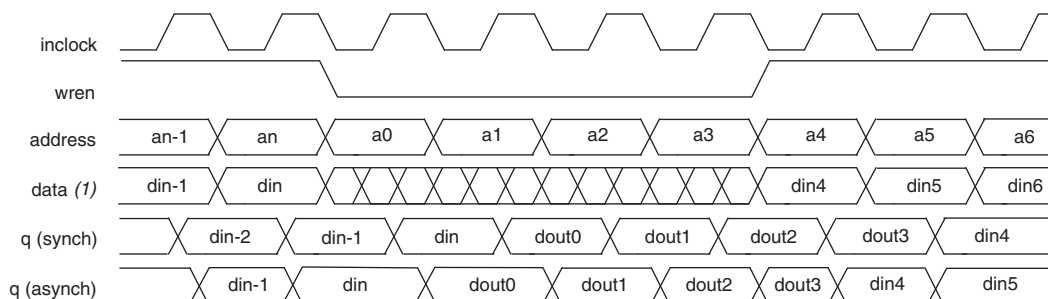 inclock
wren
address an-1 an a0 a1 a2 a3 a4 a5 a6
data (1) din-1 din din4 din5 din6
q (synch) din-2 din-1 din dout0 dout1 dout2 dout3 din4
q (asynch) din-1 din dout0 dout1 dout2 dout3 din4 din5